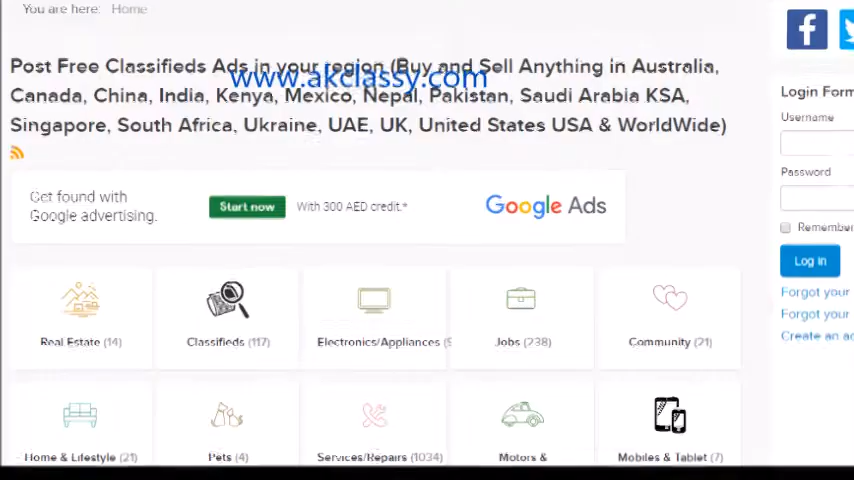 You are here: Home
Post Free Classifieds Ads in your region (Buy and Sell Anything in Australia,
www.akclassy.com
Canada, China, India, Kenya, Mexico, Nepal, Pakistan, Saudi Arabia KSA,
Singapore, South Africa, Ukraine, UAE, UK, United States USA & WorldWide)
Get found with
Google advertising.
Start now
With 300 AED credit.*
Google Ads
Real Estate (14)
Classifieds (117)
Electronics/Appliances (
Jobs (238)
Community (21)
Home & Lifestyle (21)
Pets (4)
Services/Repairs (1034)
Motors &
Mobiles & Tablet (7)
Login Form
Username
Password
Remember
Log in
Forgot your
Forgot your
Create an ac